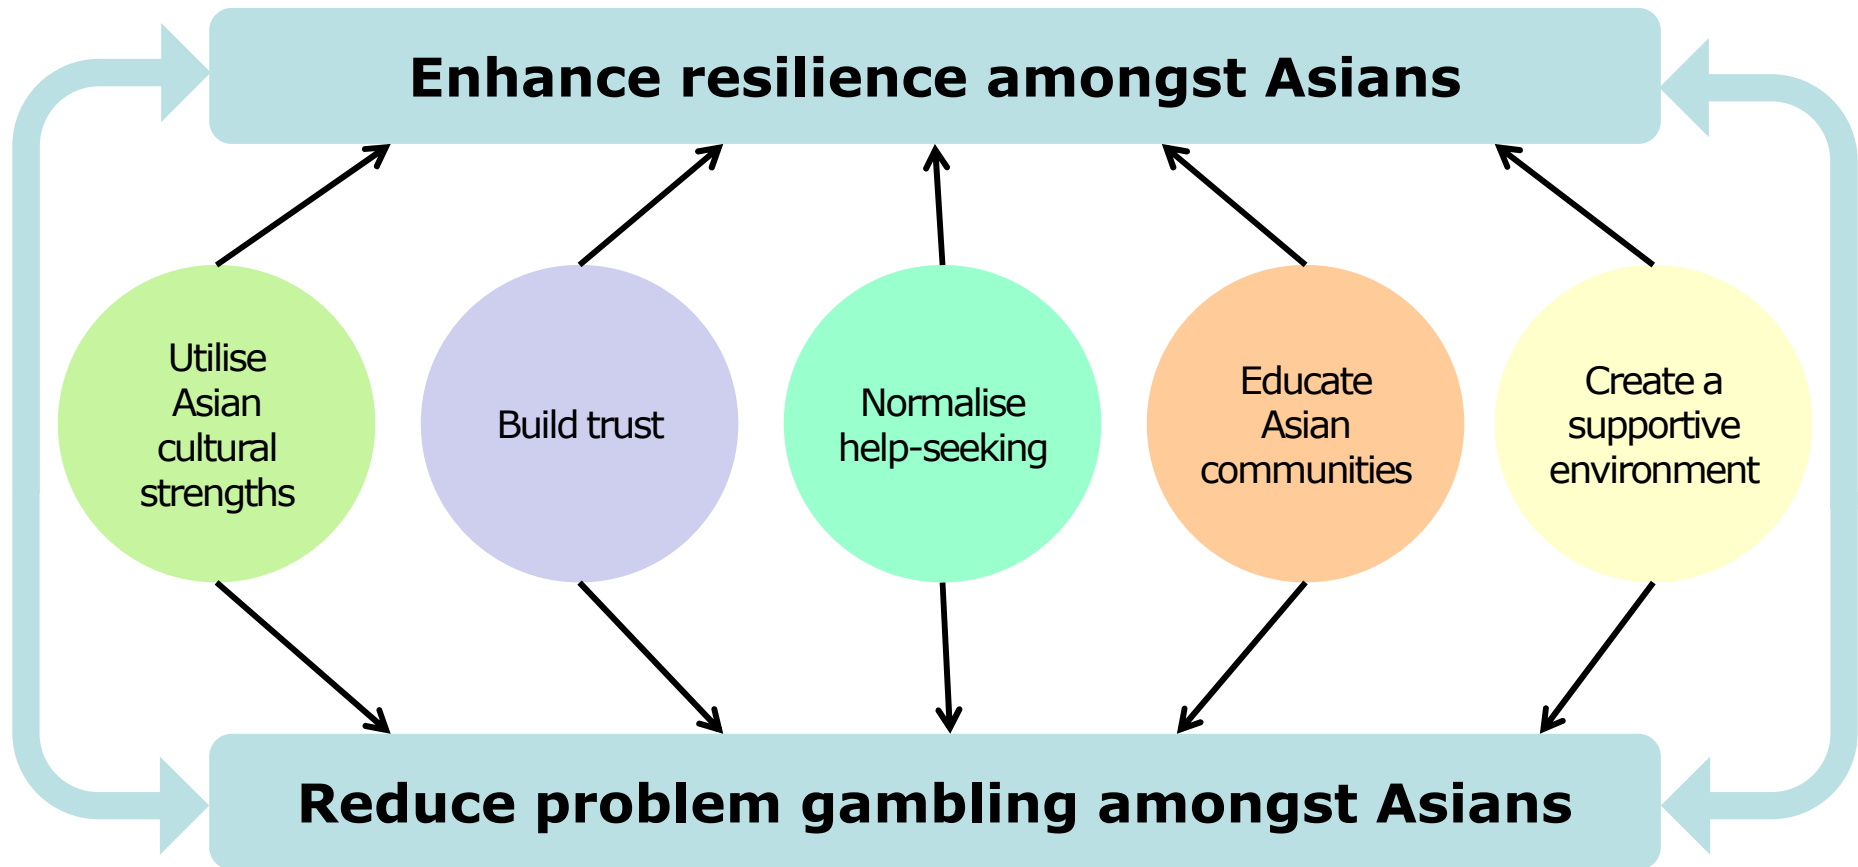 Enhance resilience amongst Asians
Utilise
Asian
cultural
strengths
Build trust
Normalise
help-seeking
Educate
Asian
communities
Create a
supportive
environment
Reduce problem gambling amongst Asians